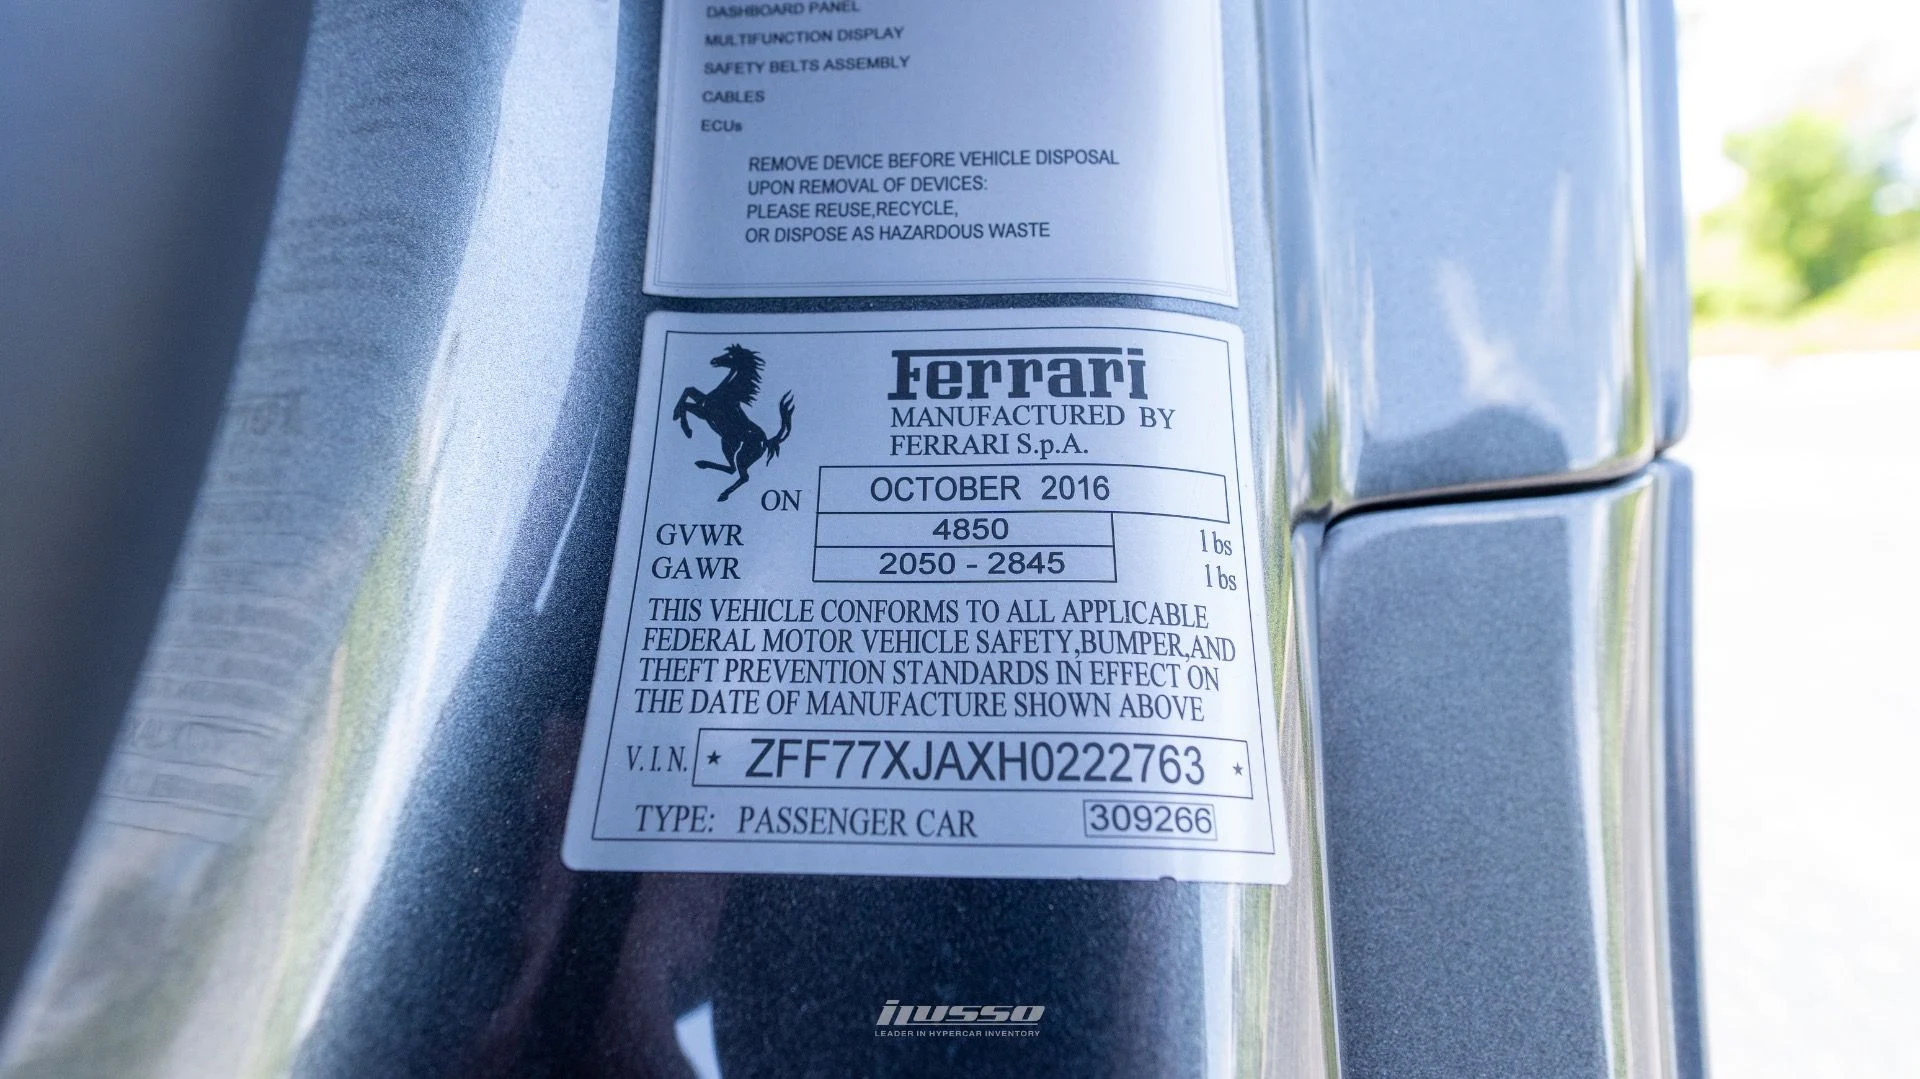 DASHBOARD PANEL
MULTIFUNCTION DISPLAY
SAFETY BELTS ASSEMBLY
CABLES
ECUs
REMOVE DEVICE BEFORE VEHICLE DISPOSAL
UPON REMOVAL OF DEVICES:
PLEASE REUSE,RECYCLE,
OR DISPOSE AS HAZARDOUS WASTE
Ferrari
MANUFACTURED BY
FERRARI S.p.A.
ON OCTOBER 2016
GVWR 4850 lbs
GAWR 2050 - 2845 lbs
THIS VEHICLE CONFORMS TO ALL APPLICABLE
FEDERAL MOTOR VEHICLE SAFETY,BUMPER,AND
THEFT PREVENTION STANDARDS IN EFFECT ON
THE DATE OF MANUFACTURE SHOWN ABOVE
V.I.N. ★ ZFF77XJAXH0222763 ★
TYPE: PASSENGER CAR 309266
ilusso
LEADER IN HYPERCAR INVENTORY